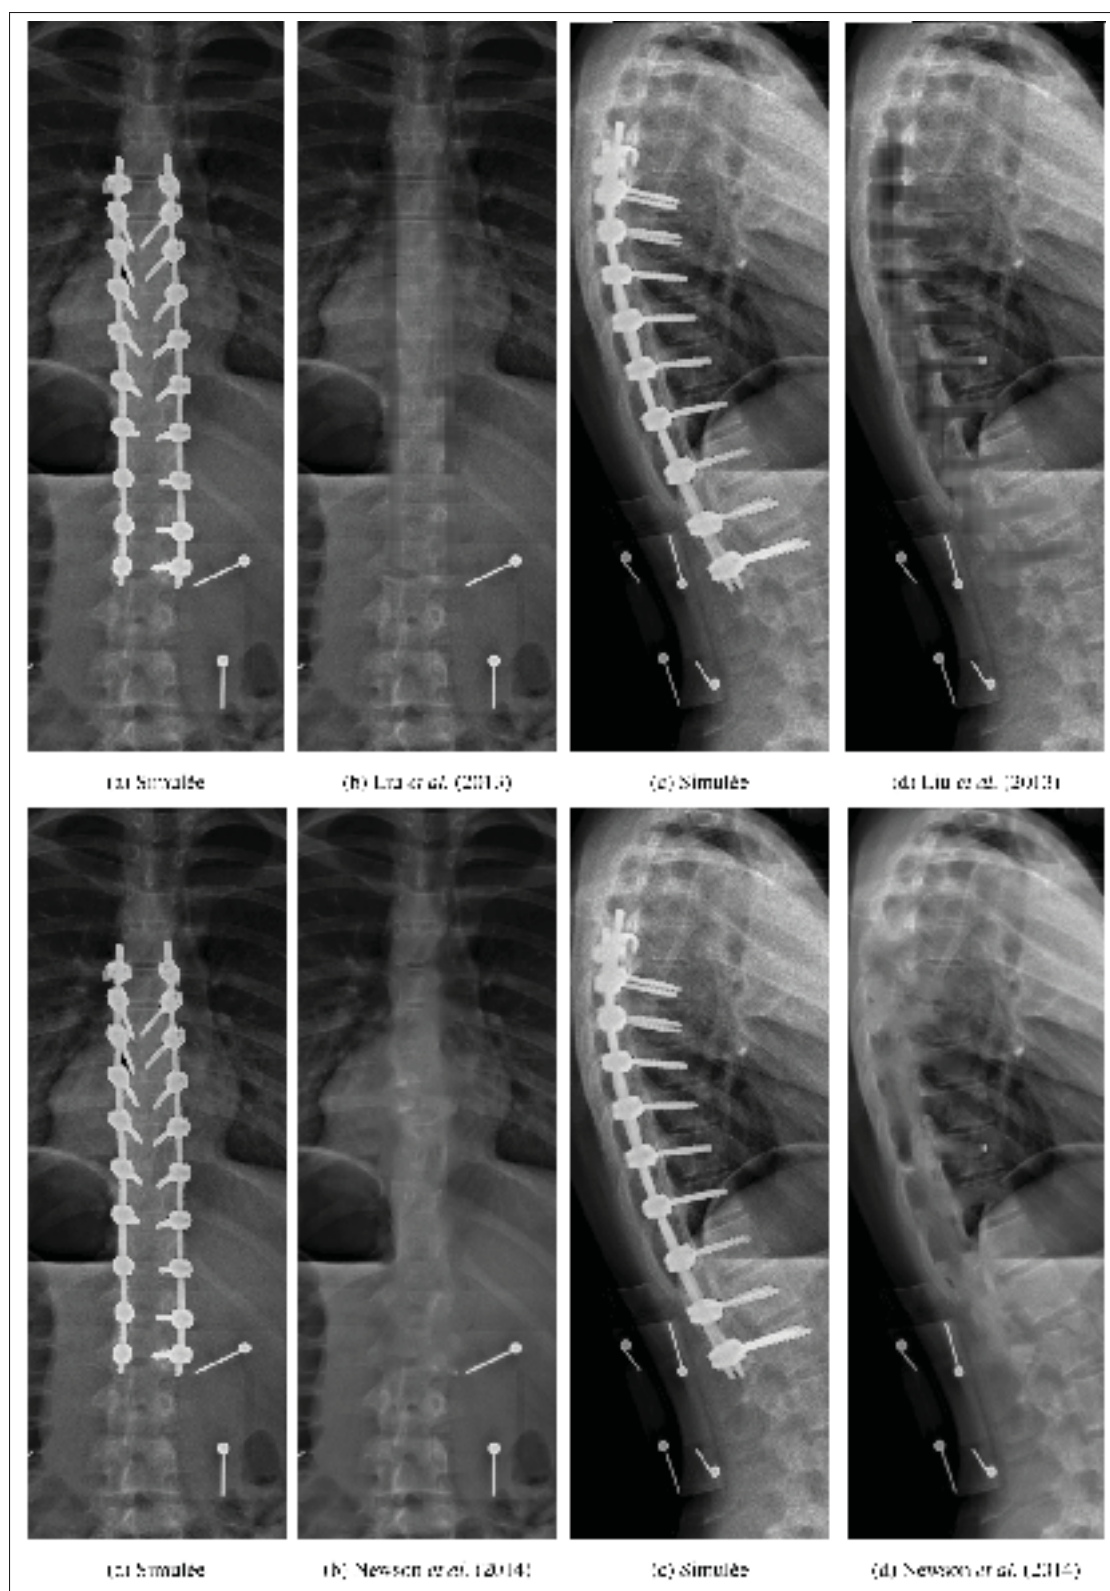 (a) Simulée
(b) Liu et al. (2013)
(c) Simulée
(d) Liu et al. (2013)
(a) Simulée
(b) Newson et al. (2014)
(c) Simulée
(d) Newson et al. (2014)